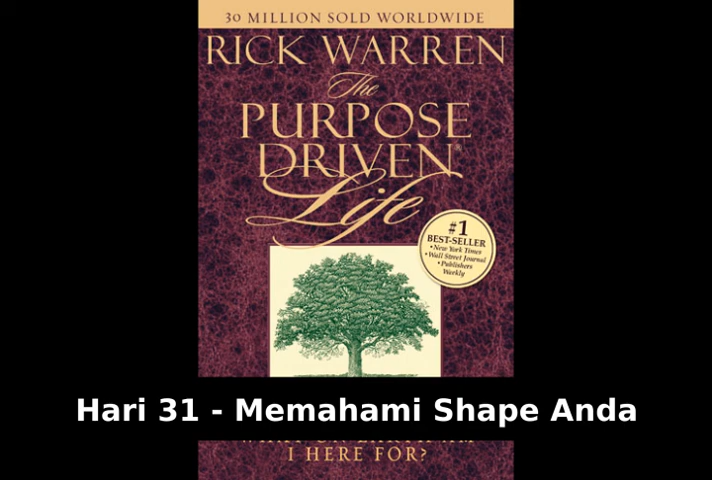 30 MILLION SOLD WORLDWIDE
RICK WARREN
The
PURPOSE
DRIVEN®
Life
#1
BEST-SELLER
• New York Times
• Wall Street Journal
• Publishers
Weekly
Hari 31 - Memahami Shape Anda
I HERE FOR?